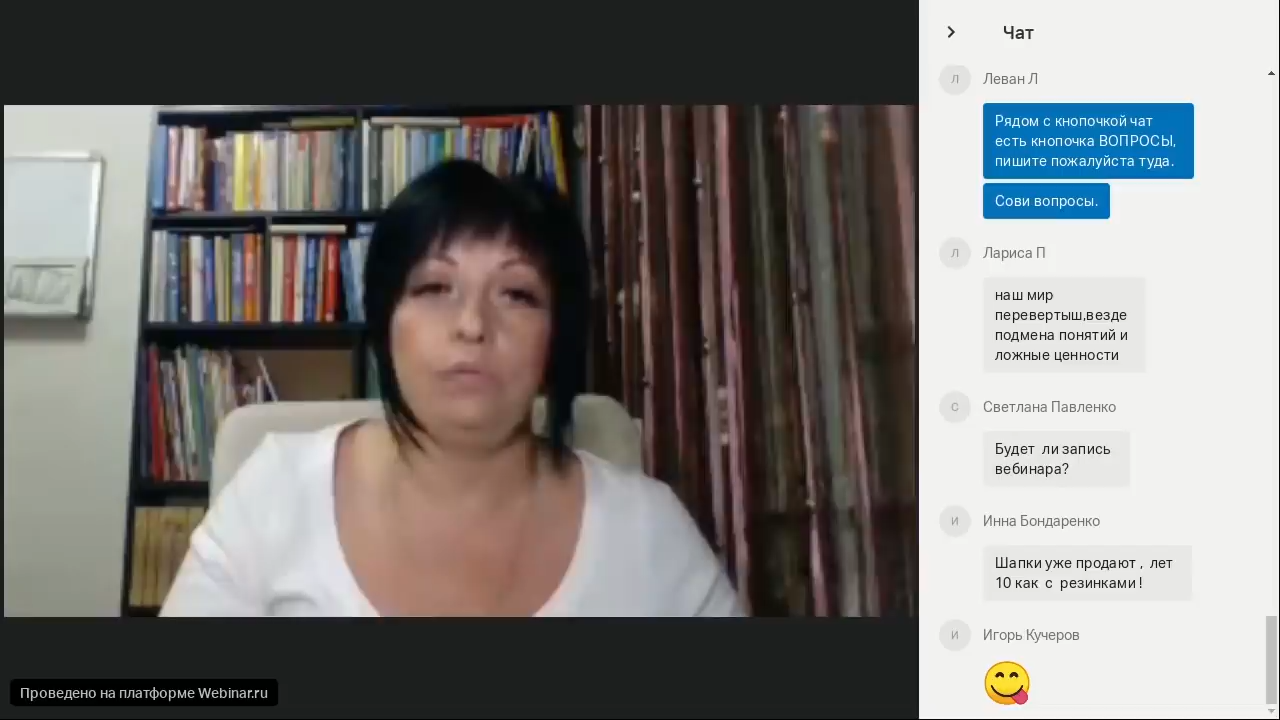 Чат
Л
Леван Л
Рядом с кнопочкой чат
есть кнопочка ВОПРОСЫ,
пишите пожалуйста туда.
Сови вопросы.
Л
Лариса П
наш мир
перевертыш,везде
подмена понятий и
ложные ценности
С
Светлана Павленко
Будет ли запись
вебинара?
И
Инна Бондаренко
Шапки уже продают , лет
10 как с резинками !
И
Игорь Кучеров
Проведено на платформе Webinar.ru